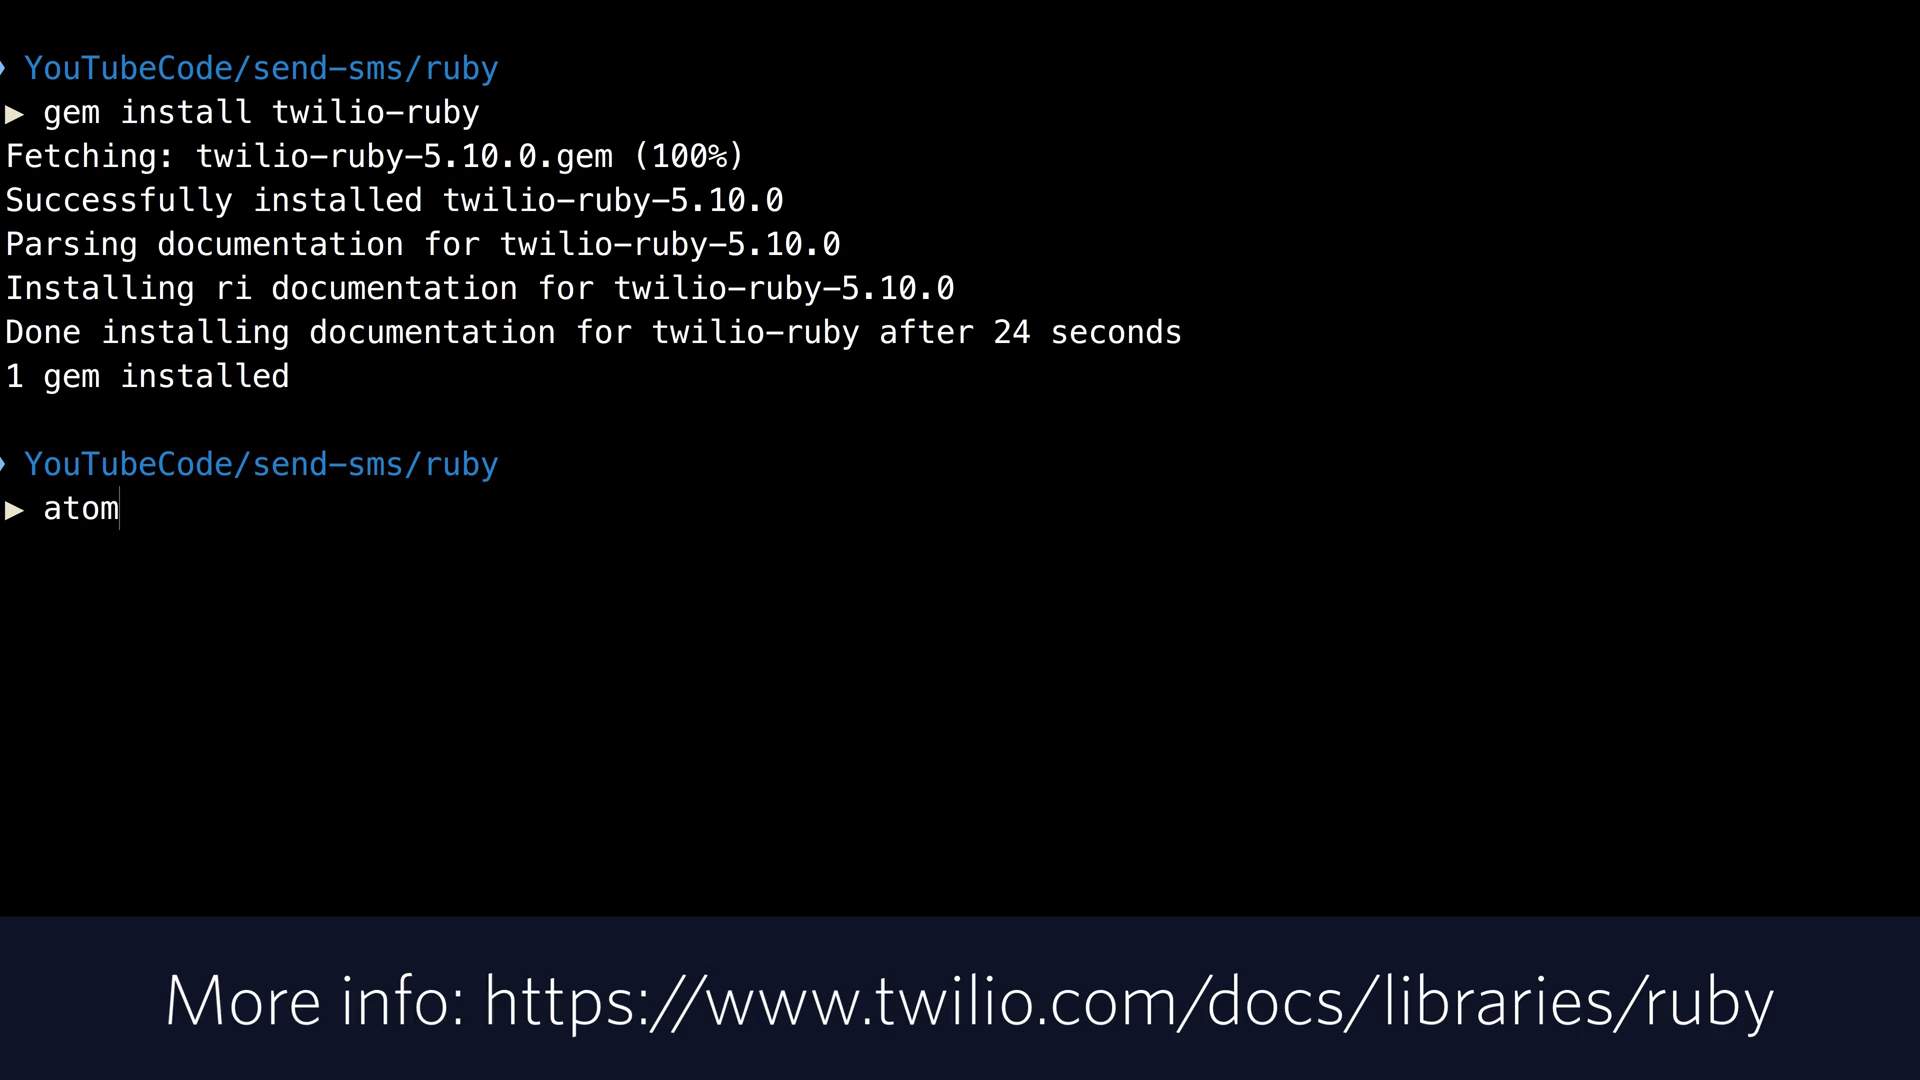 YouTubeCode/send-sms/ruby
▶ gem install twilio-ruby
Fetching: twilio-ruby-5.10.0.gem (100%)
Successfully installed twilio-ruby-5.10.0
Parsing documentation for twilio-ruby-5.10.0
Installing ri documentation for twilio-ruby-5.10.0
Done installing documentation for twilio-ruby after 24 seconds
1 gem installed
YouTubeCode/send-sms/ruby
▶ atom
More info: https://www.twilio.com/docs/libraries/ruby